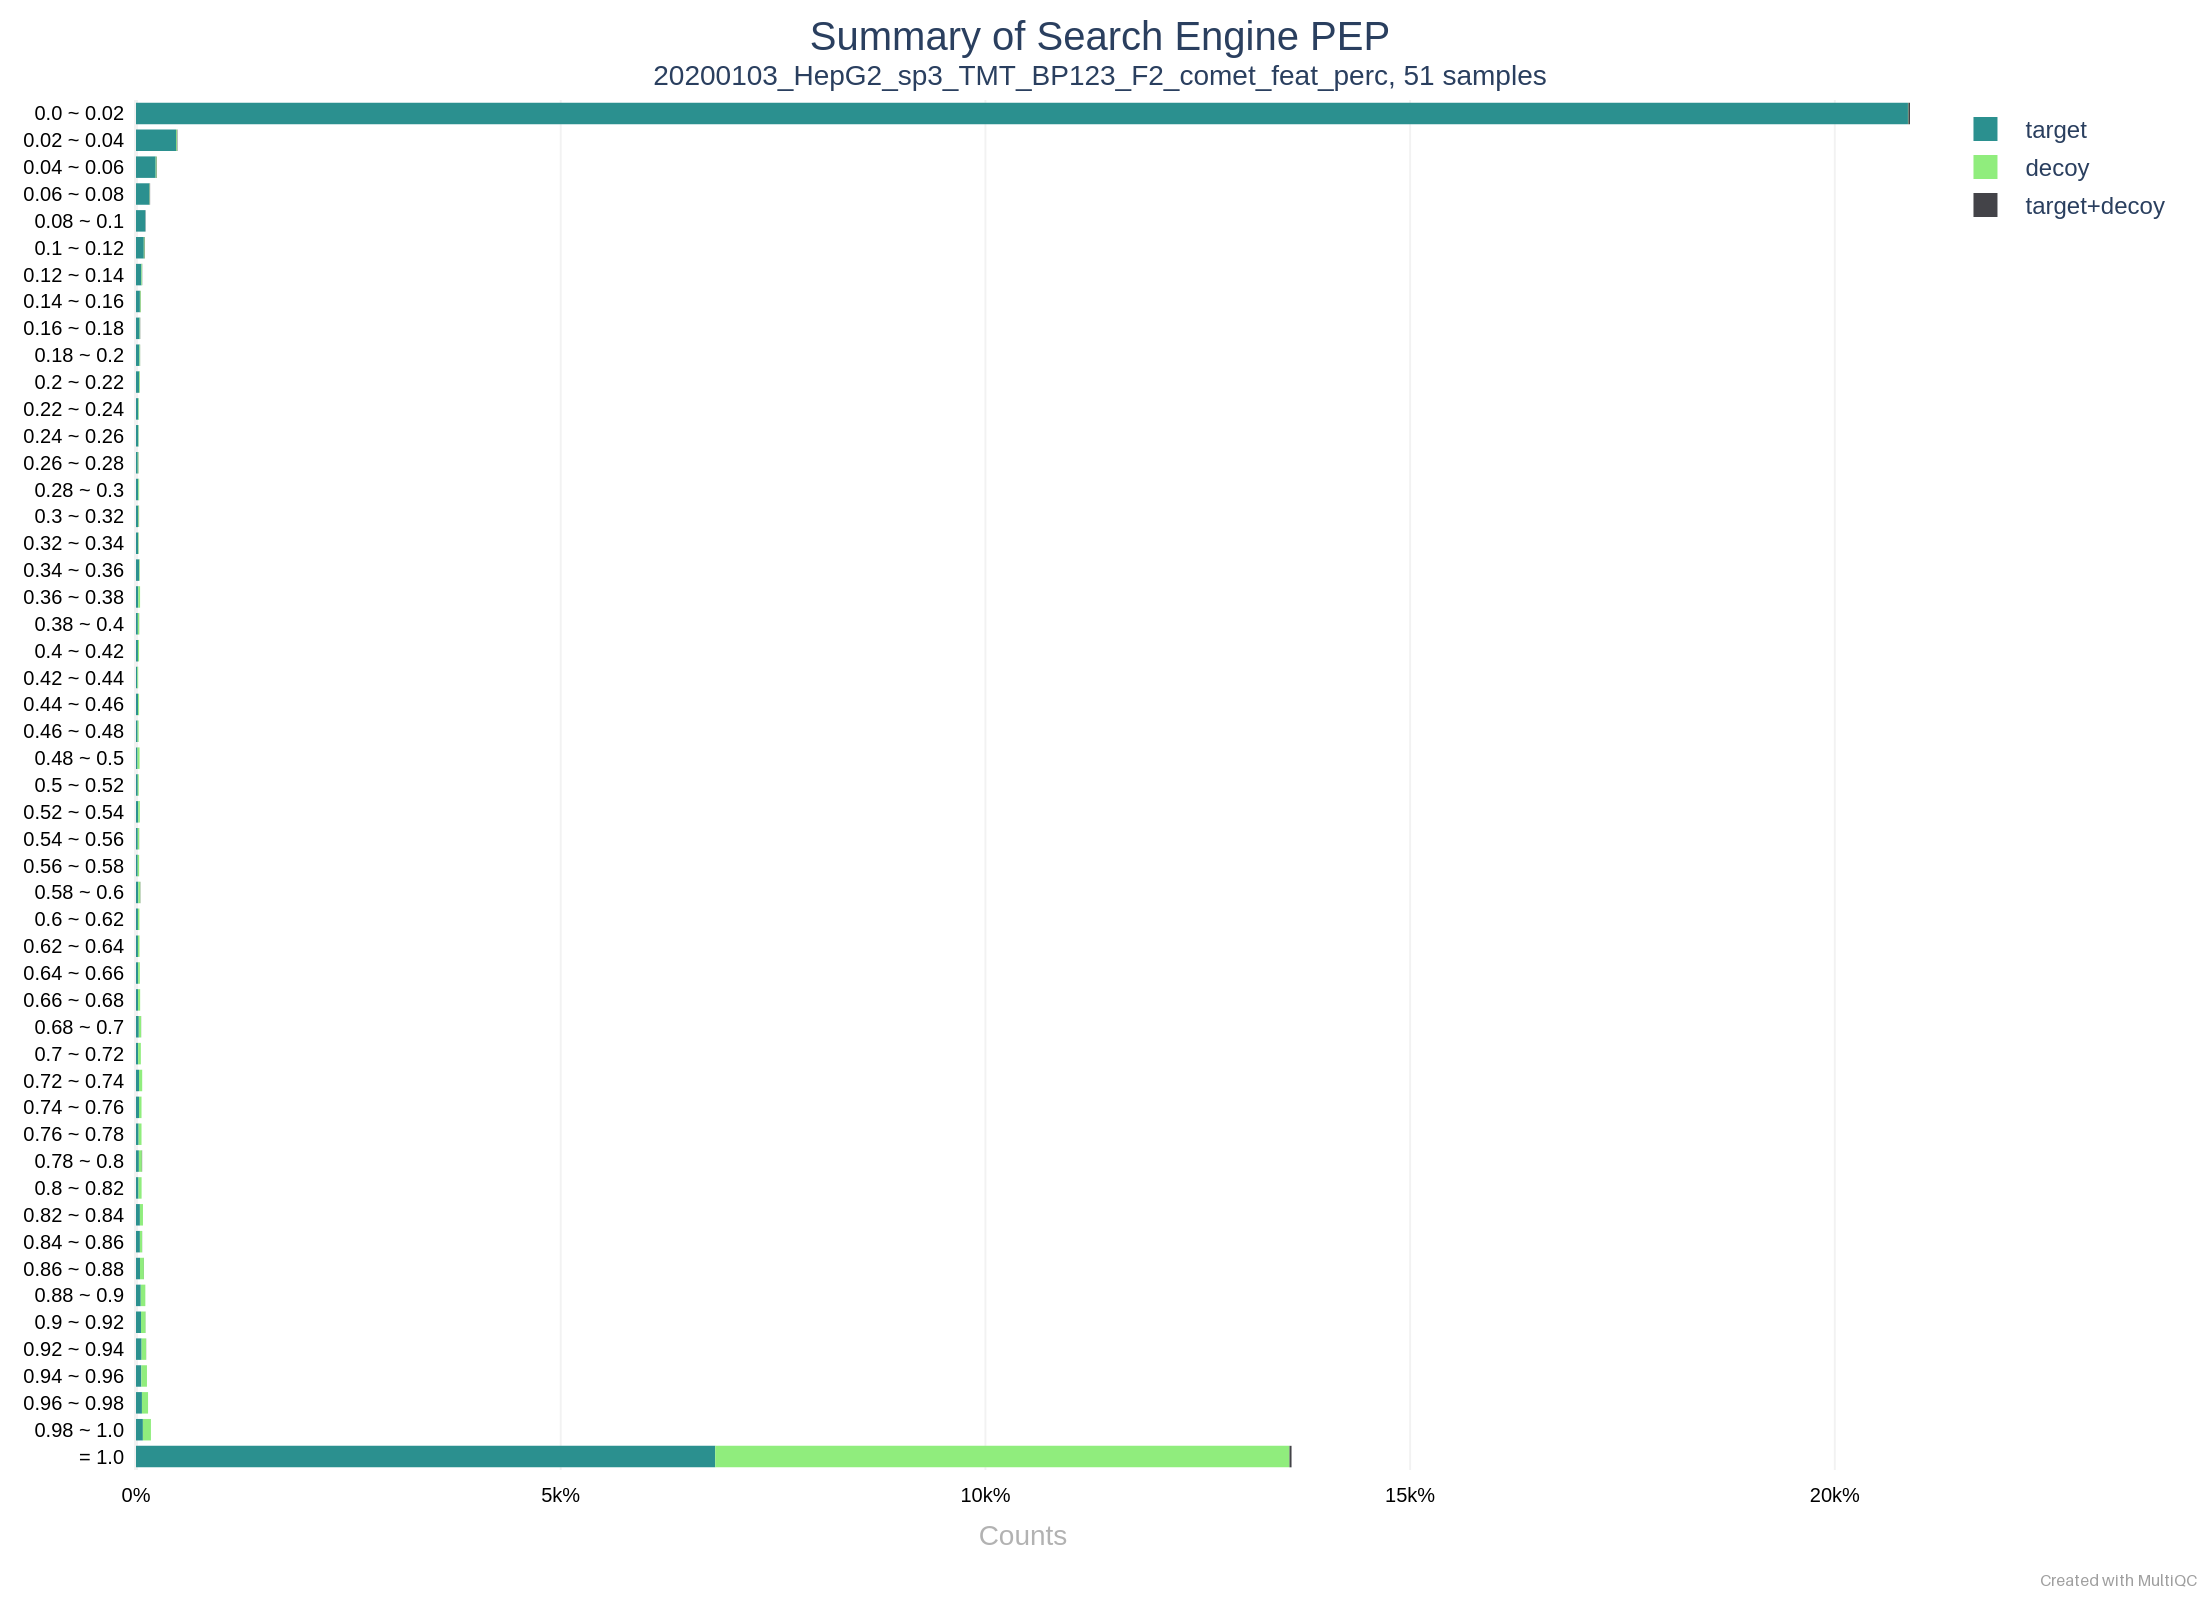 Summary of Search Engine PEP
20200103_HepG2_sp3_TMT_BP123_F2_comet_feat_perc, 51 samples
0.0 ~ 0.02
0.02 ~ 0.04
0.04 ~ 0.06
0.06 ~ 0.08
0.08 ~ 0.1
0.1 ~ 0.12
0.12 ~ 0.14
0.14 ~ 0.16
0.16 ~ 0.18
0.18 ~ 0.2
0.2 ~ 0.22
0.22 ~ 0.24
0.24 ~ 0.26
0.26 ~ 0.28
0.28 ~ 0.3
0.3 ~ 0.32
0.32 ~ 0.34
0.34 ~ 0.36
0.36 ~ 0.38
0.38 ~ 0.4
0.4 ~ 0.42
0.42 ~ 0.44
0.44 ~ 0.46
0.46 ~ 0.48
0.48 ~ 0.5
0.5 ~ 0.52
0.52 ~ 0.54
0.54 ~ 0.56
0.56 ~ 0.58
0.58 ~ 0.6
0.6 ~ 0.62
0.62 ~ 0.64
0.64 ~ 0.66
0.66 ~ 0.68
0.68 ~ 0.7
0.7 ~ 0.72
0.72 ~ 0.74
0.74 ~ 0.76
0.76 ~ 0.78
0.78 ~ 0.8
0.8 ~ 0.82
0.82 ~ 0.84
0.84 ~ 0.86
0.86 ~ 0.88
0.88 ~ 0.9
0.9 ~ 0.92
0.92 ~ 0.94
0.94 ~ 0.96
0.96 ~ 0.98
0.98 ~ 1.0
= 1.0
0% 5k% 10k% 15k% 20k%
Counts
target
decoy
target+decoy
Created with MultiQC